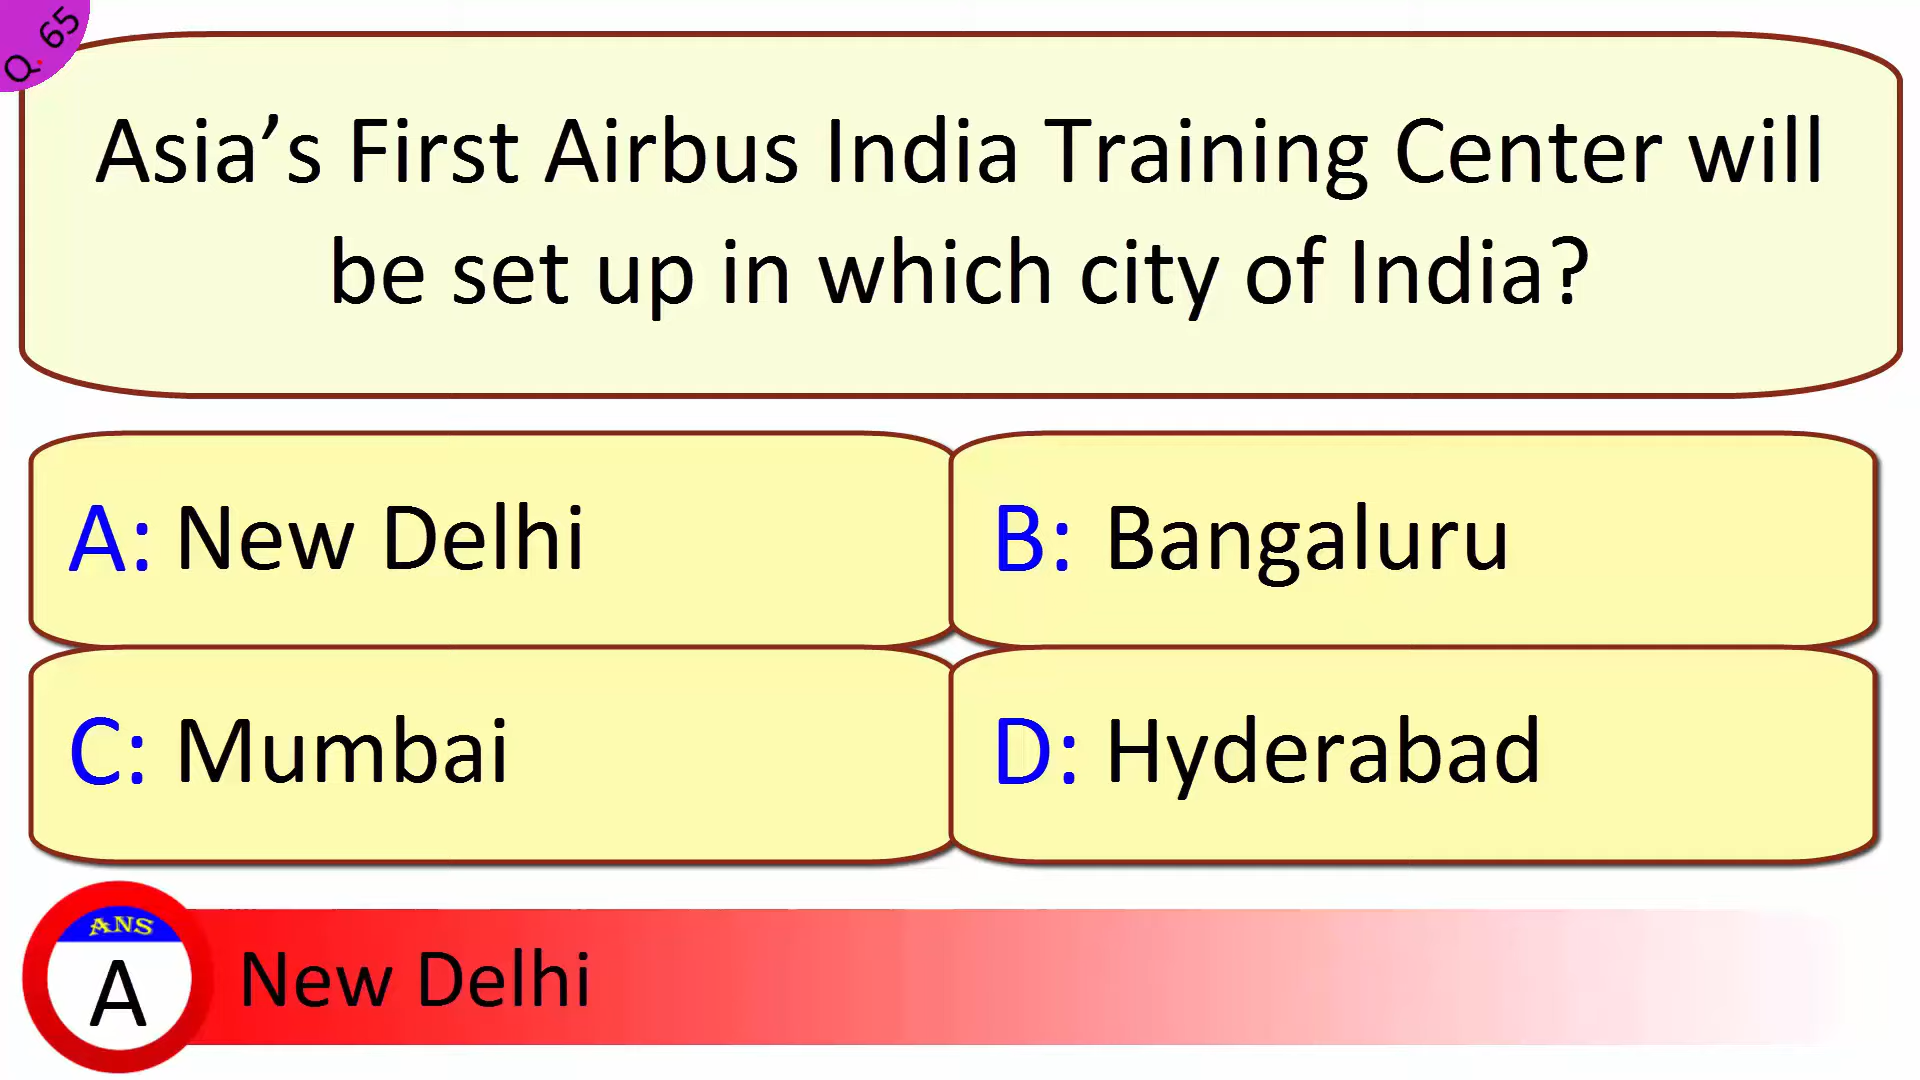 Q. 65
Asia’s First Airbus India Training Center will
be set up in which city of India?
A: New Delhi
B: Bangaluru
C: Mumbai
D: Hyderabad
ANS
A
New Delhi